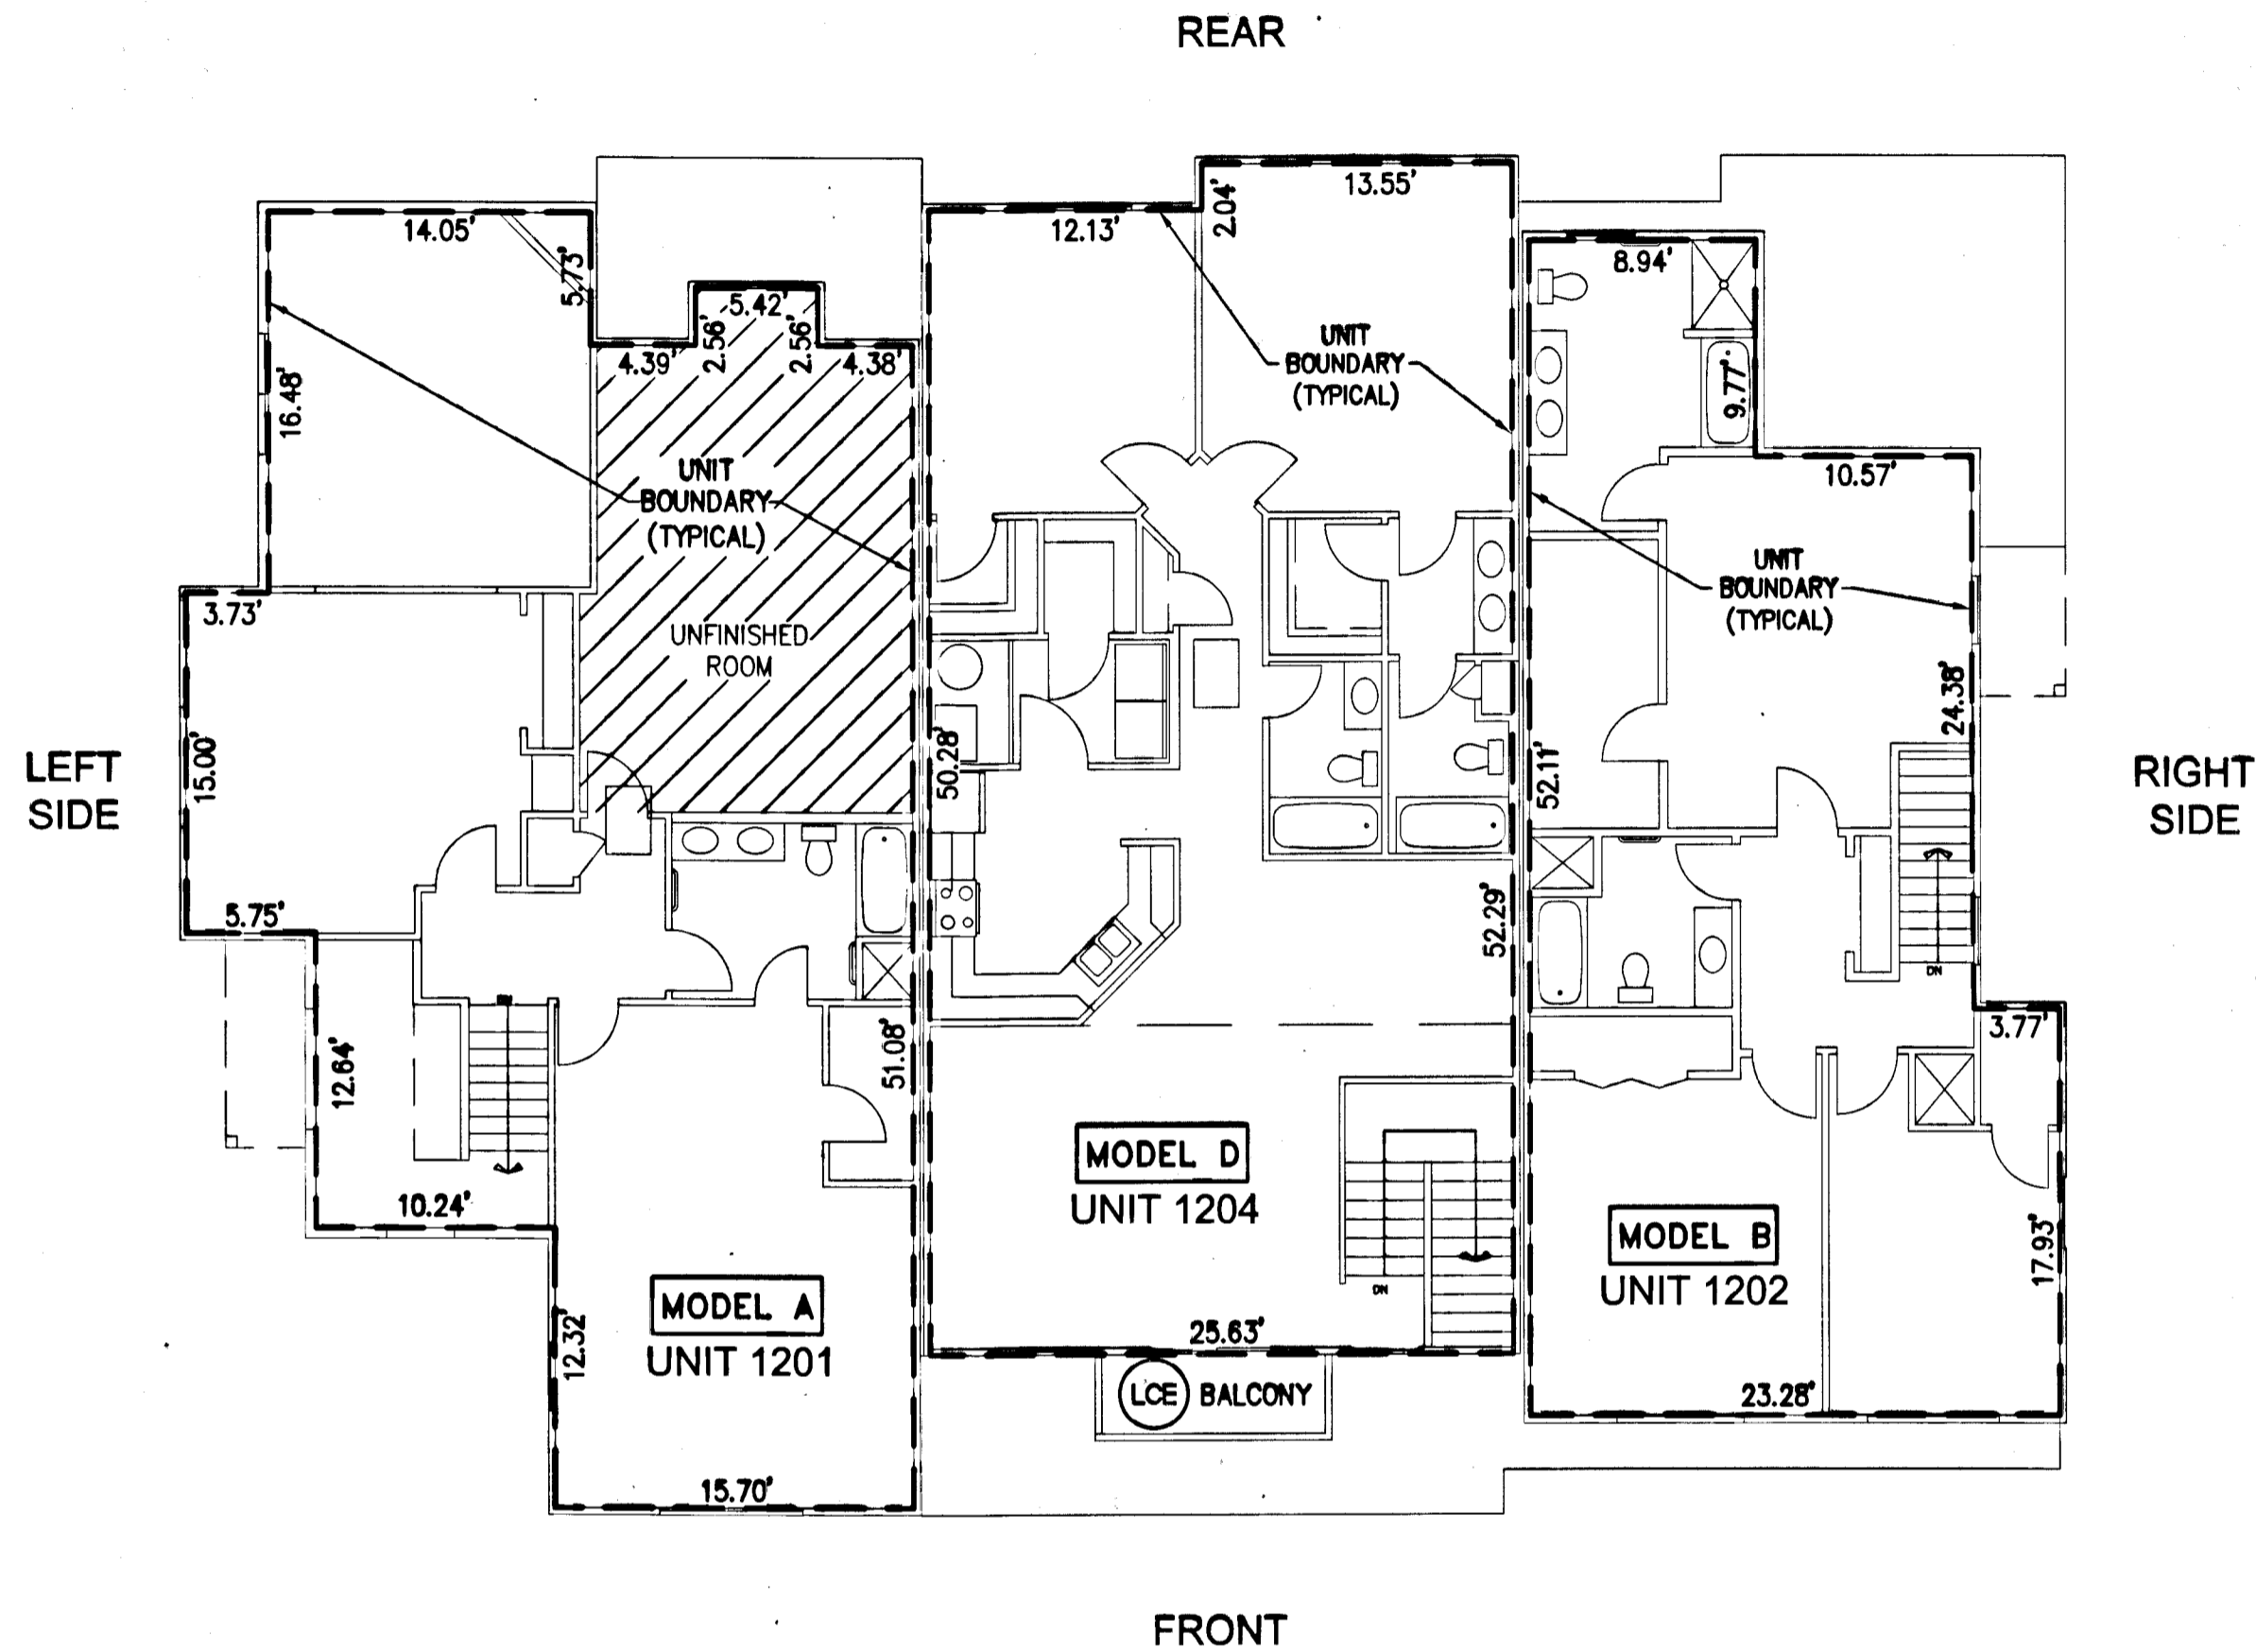 REAR
13.55'
2.04'
12.13'
14.05'
5.73'
8.94'
5.42'
2.56'
2.56'
4.39'
4.38'
UNIT
BOUNDARY
(TYPICAL)
9.77'
16.48'
UNIT
BOUNDARY
(TYPICAL)
10.57'
UNIT
BOUNDARY
(TYPICAL)
3.73'
UNFINISHED
ROOM
24.38'
LEFT
SIDE
15.00'
50.28'
52.11'
RIGHT
SIDE
5.75'
52.29'
DN
DN
3.77'
12.64'
51.08'
MODEL D
UNIT 1204
10.24'
MODEL B
UNIT 1202
17.93'
DN
MODEL A
UNIT 1201
12.32'
25.63'
LCE BALCONY
23.28'
15.70'
FRONT